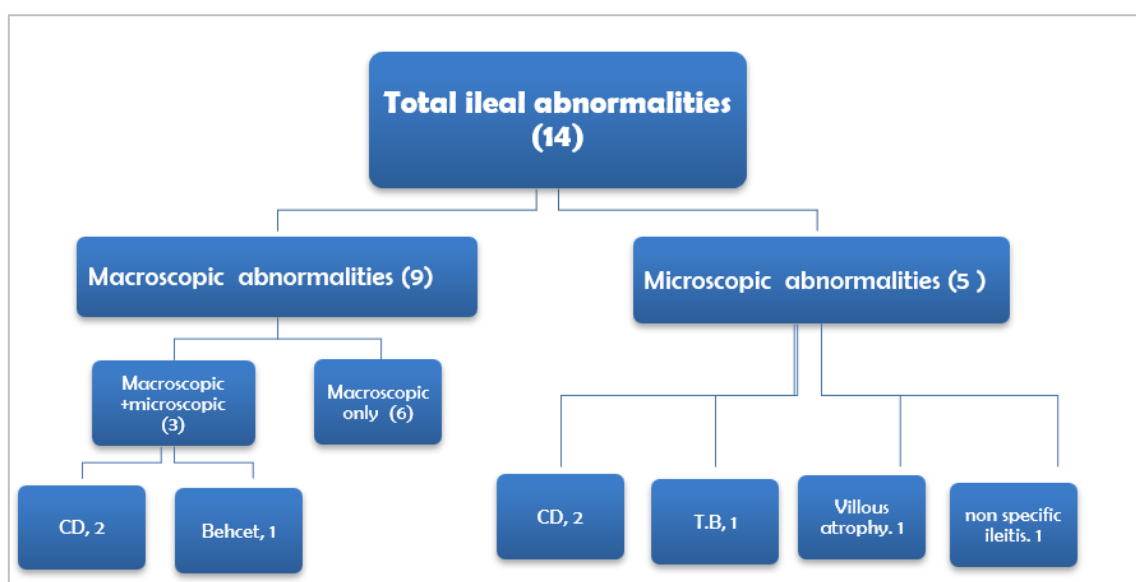 Total ileal abnormalities
(14)
Macroscopic abnormalities (9)
Microscopic abnormalities (5 )
Macroscopic
+microscopic
(3)
Macroscopic
only (6)
CD, 2
Behcet, 1
CD, 2
T.B, 1
Villous
atrophy. 1
non specific
ileitis. 1